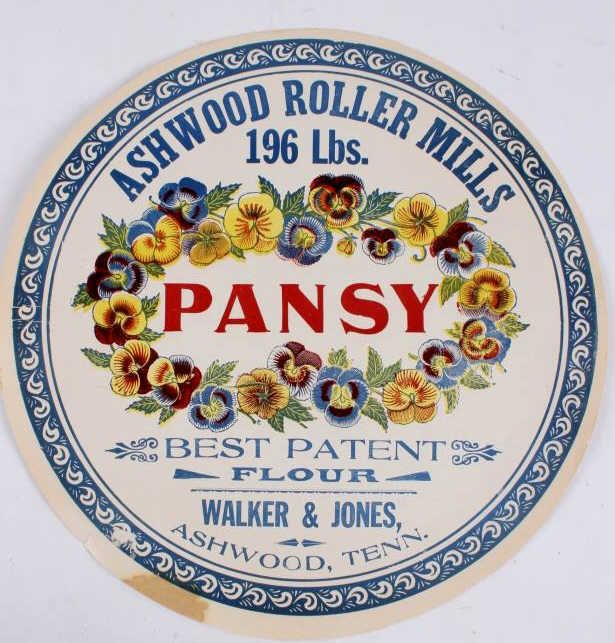 ASHWOOD ROLLER MILLS
196 Lbs.
PANSY
BEST PATENT
FLOUR
WALKER & JONES,
ASHWOOD, TENN.